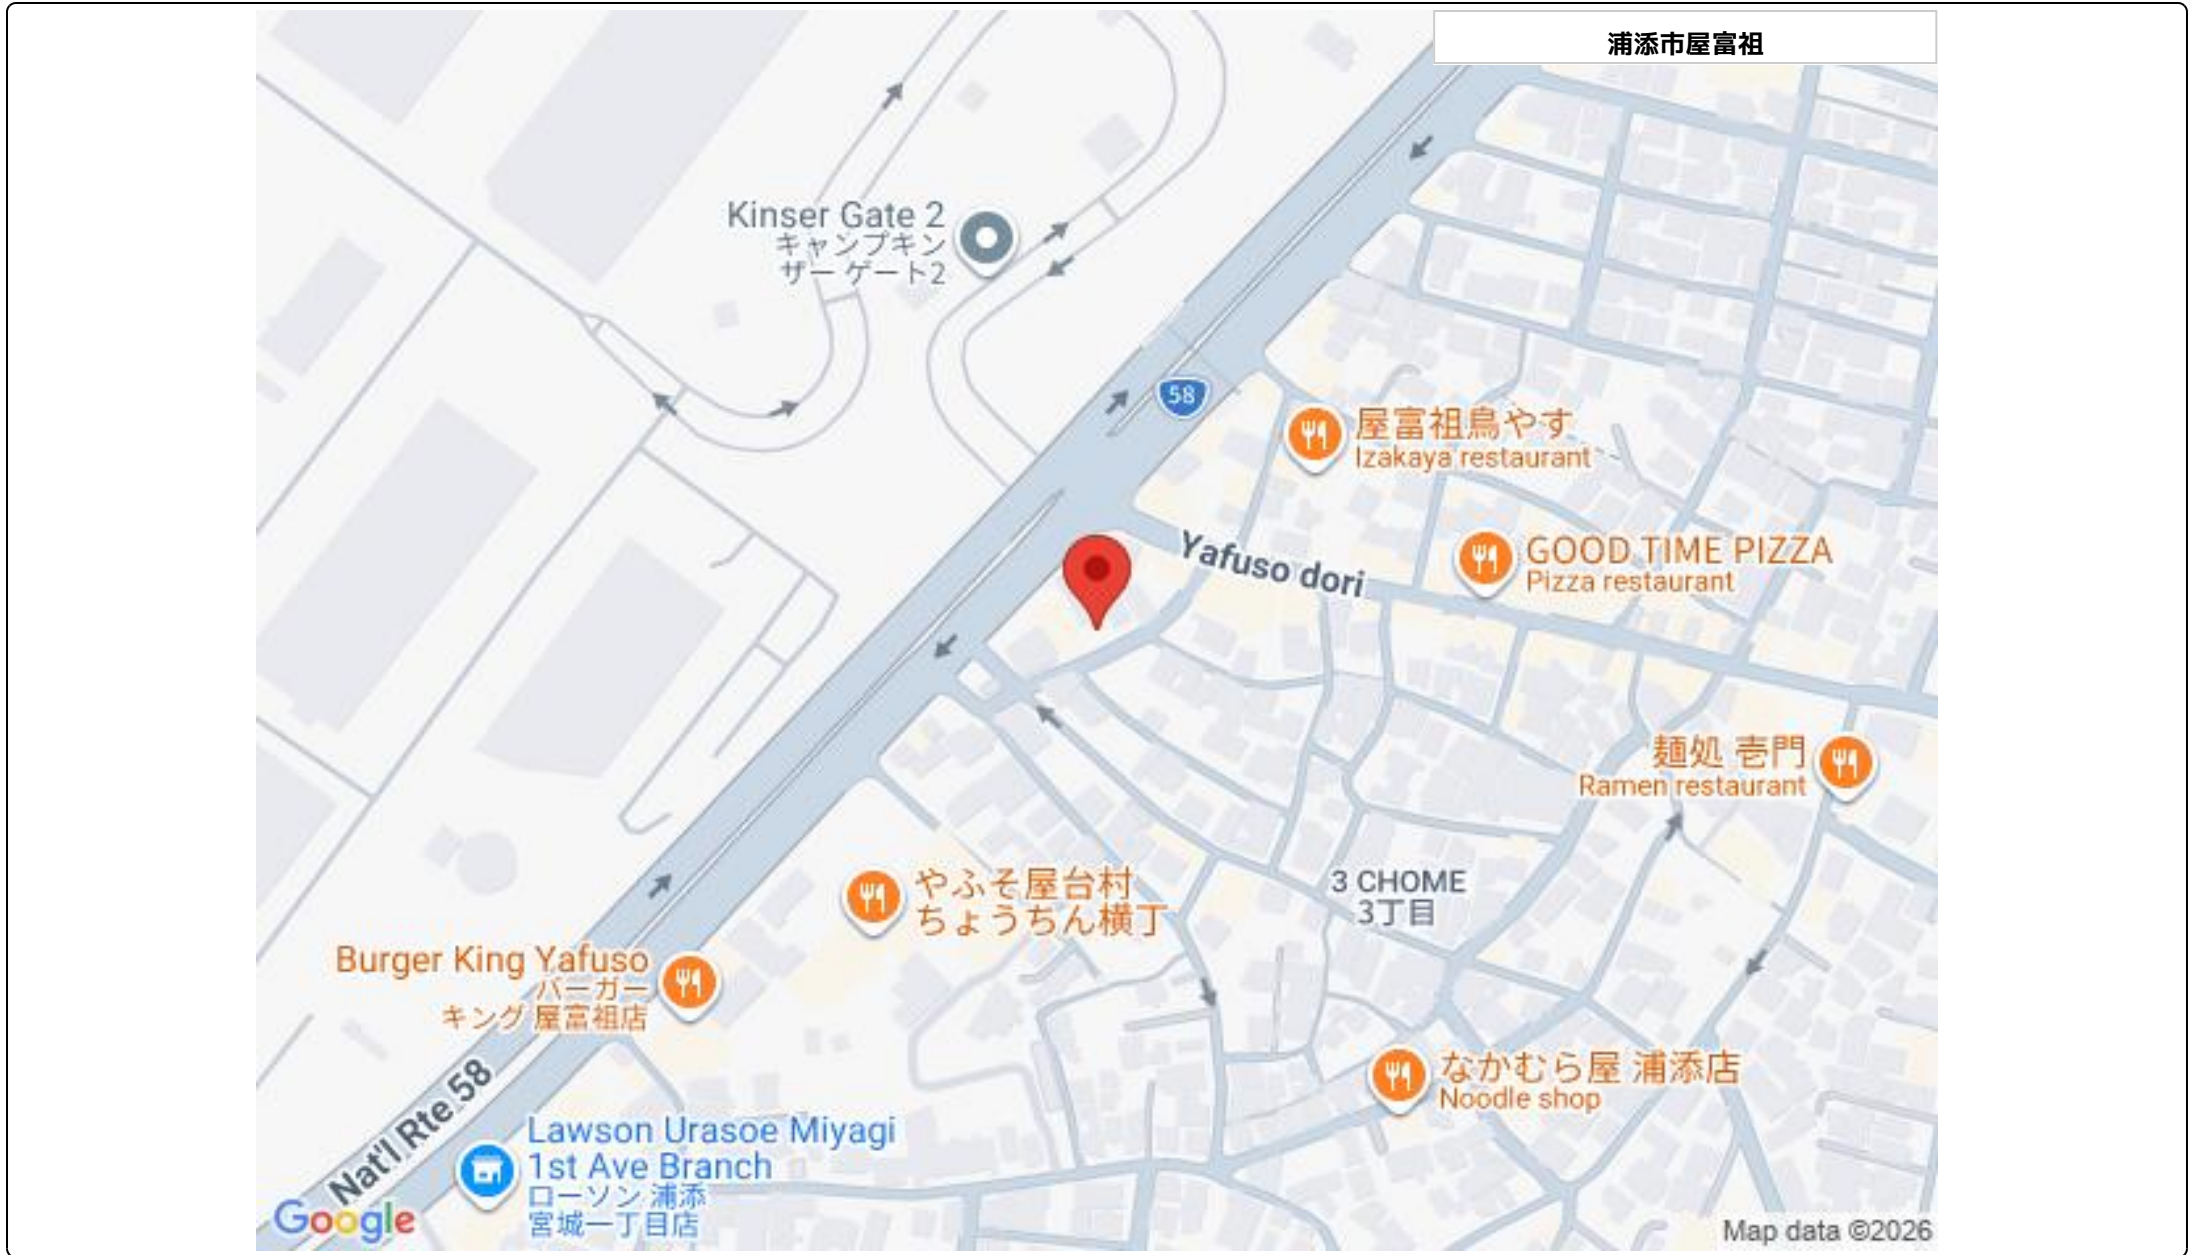 浦添市屋富祖
Kinser Gate 2
キャンプキン
ザー ゲート2
58
屋富祖鳥やす
Izakaya restaurant
Yafuso dori
GOOD TIME PIZZA
Pizza restaurant
麺処 壱門
Ramen restaurant
やふそ屋台村
ちょうちん横丁
3 CHOME
3丁目
Burger King Yafuso
バーガー
キング 屋富祖店
なかむら屋 浦添店
Noodle shop
Nat'l Rte 58
Lawson Urasoe Miyagi
1st Ave Branch
ローソン 浦添
宮城一丁目店
Google
Map data ©2026